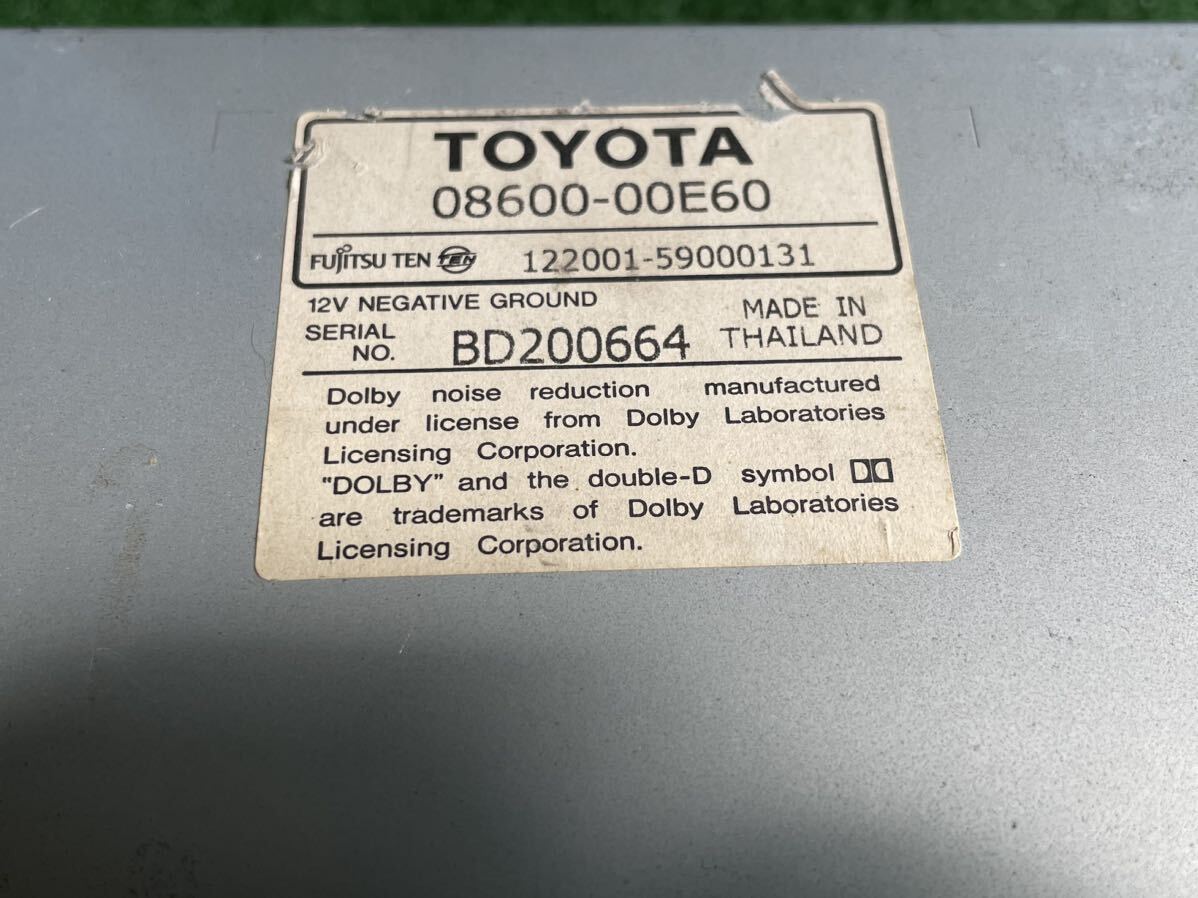 TOYOTA
08600-00E60
FUJITSU TEN TEN 122001-59000131
12V NEGATIVE GROUND
SERIAL NO. BD200664
MADE IN THAILAND
Dolby noise reduction manufactured
under license from Dolby Laboratories
Licensing Corporation.
"DOLBY" and the double-D symbol
are trademarks of Dolby Laboratories
Licensing Corporation.